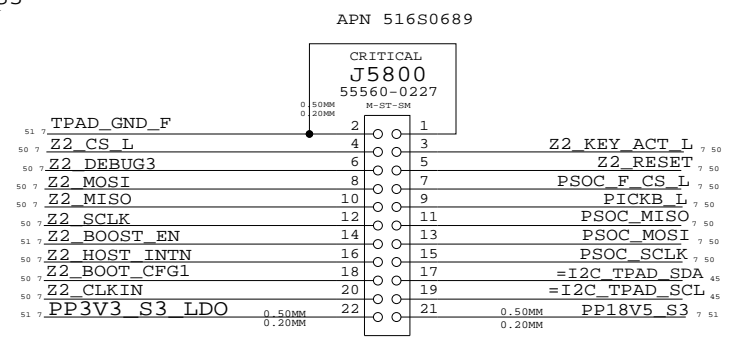 APN 516S0689
CRITICAL
J5800
55560-0227
M-ST-SM
0.50MM
0.20MM
51 7 TPAD_GND_F 2 1
50 7 Z2_CS_L 4 3 Z2_KEY_ACT_L 7 50
50 7 Z2_DEBUG3 6 5 Z2_RESET 7 50
50 7 Z2_MOSI 8 7 PSOC_F_CS_L 7 50
50 7 Z2_MISO 10 9 PICKB_L 7 50
50 7 Z2_SCLK 12 11 PSOC_MISO 7 50
51 7 Z2_BOOST_EN 14 13 PSOC_MOSI 7 50
50 7 Z2_HOST_INTN 16 15 PSOC_SCLK 7 50
50 7 Z2_BOOT_CFG1 18 17 =I2C_TPAD_SDA 45
50 7 Z2_CLKIN 20 19 =I2C_TPAD_SCL 45
51 7 PP3V3_S3_LDO 0.50MM 22 21 0.50MM PP18V5_S3 7 51
0.20MM 0.20MM